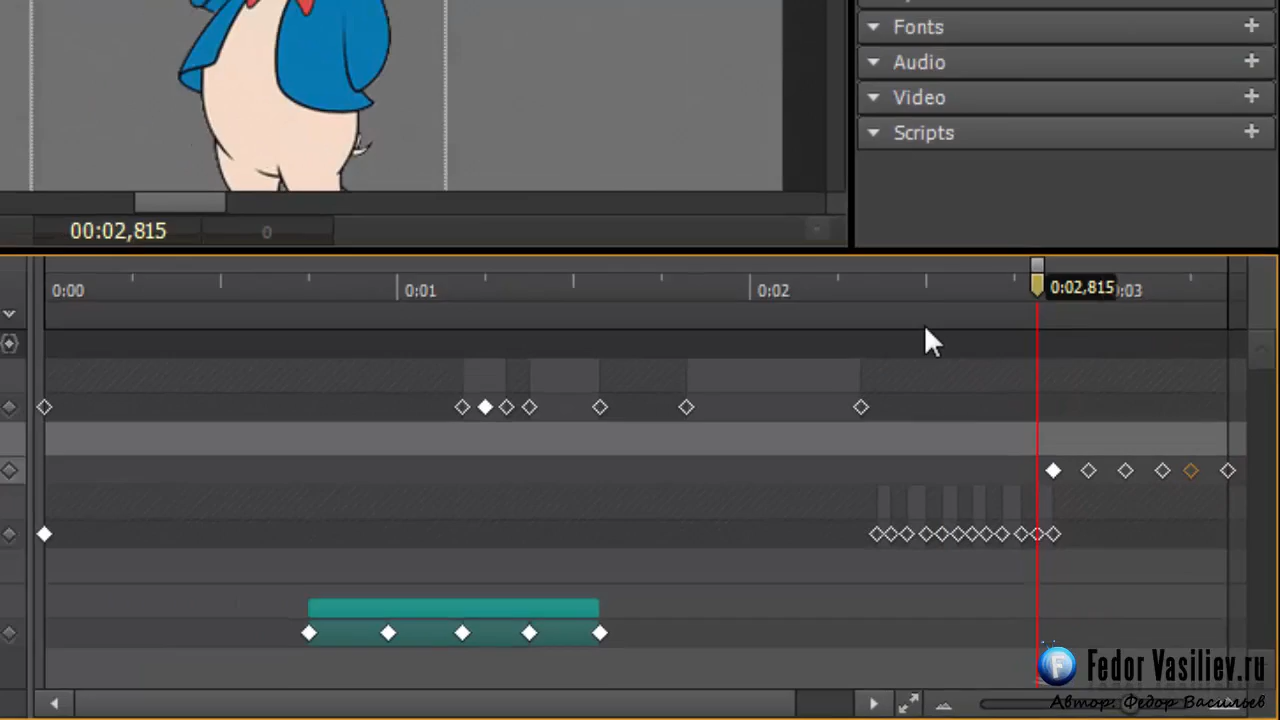 Fonts
Audio
Video
Scripts
00:02,815 0
0:00 0:01 0:02 0:02,815 :03
Fedor Vasiliev.ru
Автор: Федор Васильев